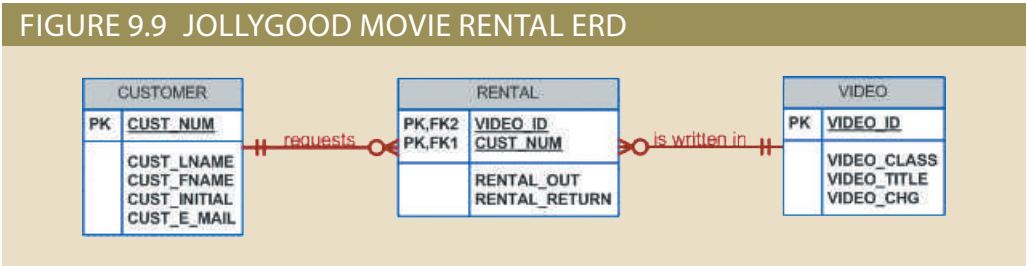 FIGURE 9.9 JOLLYGOOD MOVIE RENTAL ERD
CUSTOMER
PK CUST_NUM
CUST_LNAME
CUST_FNAME
CUST_INITIAL
CUST_E_MAIL
requests
RENTAL
PK,FK2 VIDEO_ID
PK,FK1 CUST_NUM
RENTAL_OUT
RENTAL_RETURN
is written in
VIDEO
PK VIDEO_ID
VIDEO_CLASS
VIDEO_TITLE
VIDEO_CHG